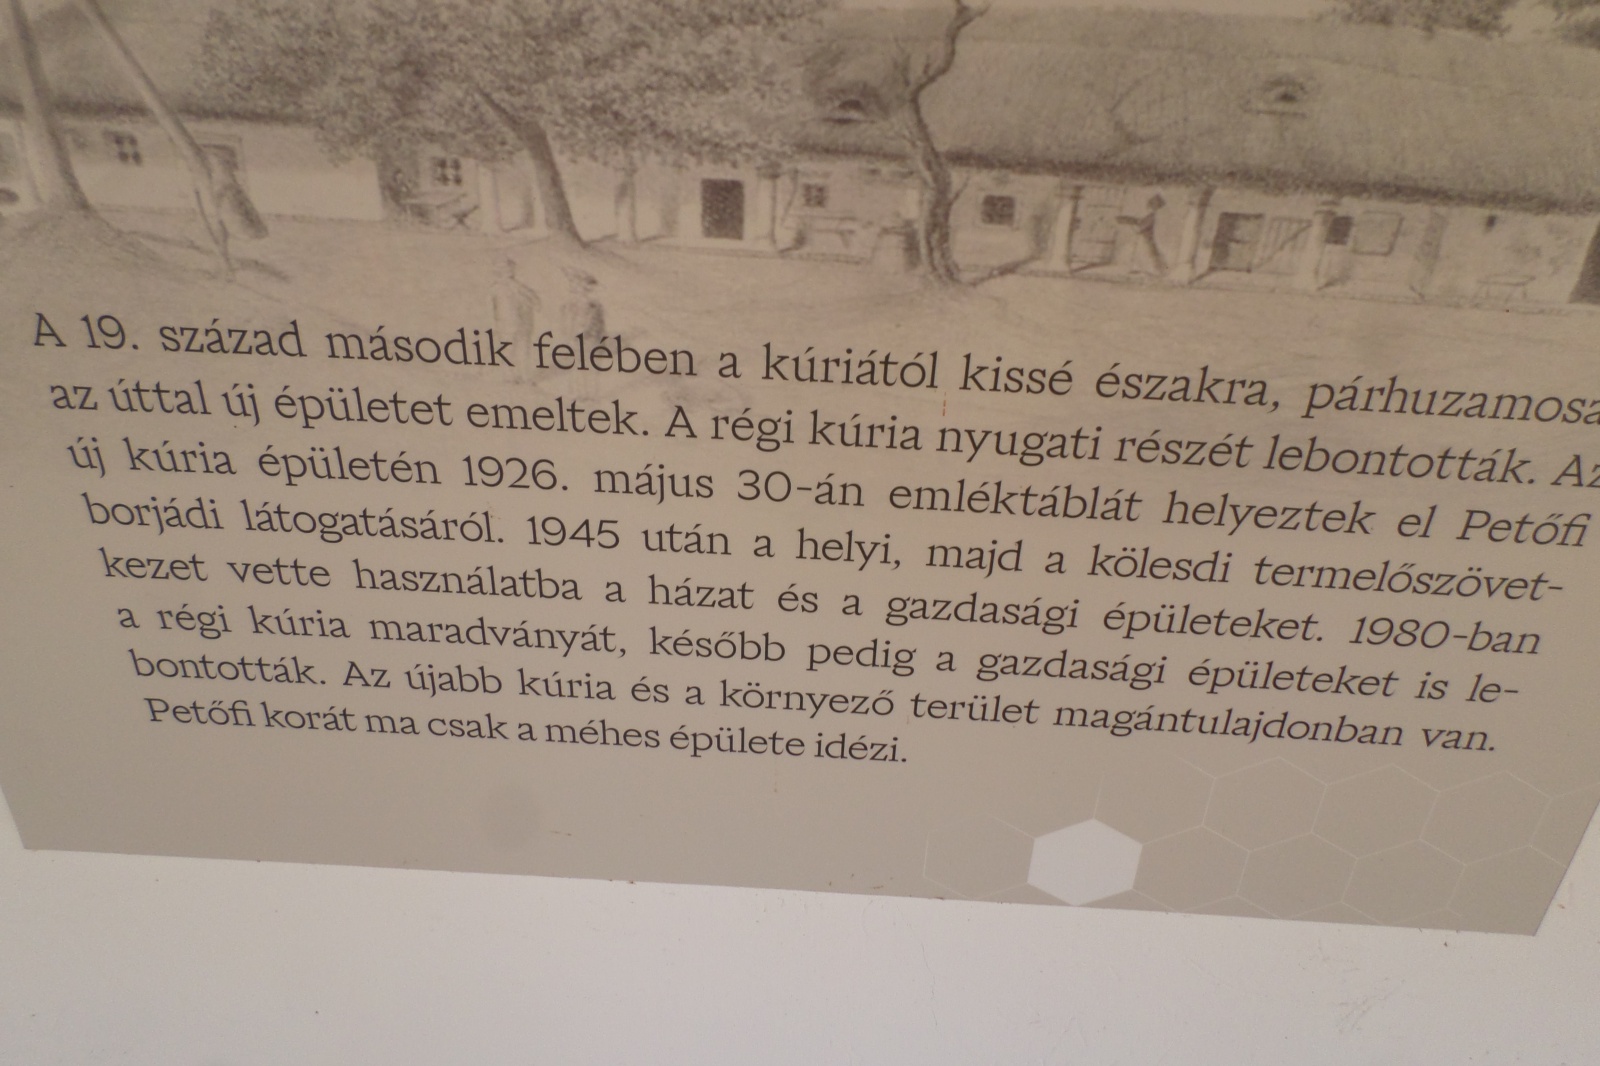 A 19. század második felében a kúriától kissé északra, párhuzamosa
az úttal új épületet emeltek. A régi kúria nyugati részét lebontották. Az
új kúria épületén 1926. május 30-án emléktáblát helyeztek el Petőfi
borjádi látogatásáról. 1945 után a helyi, majd a kölesdi termelőszövet-
kezet vette használatba a házat és a gazdasági épületeket. 1980-ban
a régi kúria maradványát, később pedig a gazdasági épületeket is le-
bontották. Az újabb kúria és a környező terület magántulajdonban van.
Petőfi korát ma csak a méhes épülete idézi.